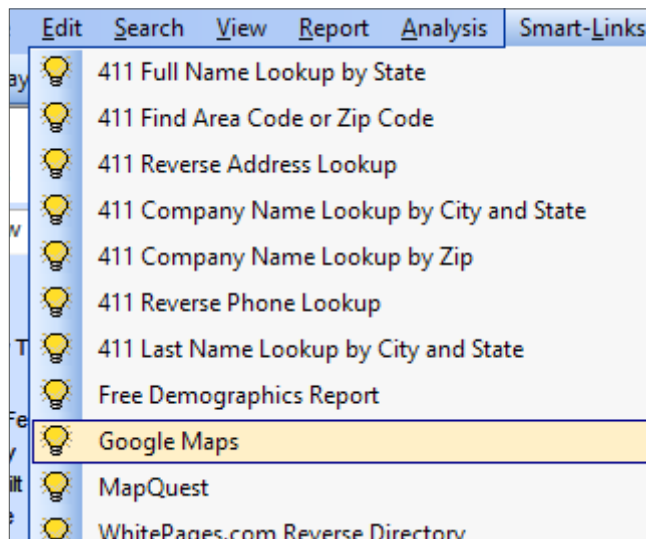 Edit Search View Report Analysis Smart-Links
411 Full Name Lookup by State
411 Find Area Code or Zip Code
411 Reverse Address Lookup
411 Company Name Lookup by City and State
411 Company Name Lookup by Zip
411 Reverse Phone Lookup
411 Last Name Lookup by City and State
Free Demographics Report
Google Maps
MapQuest
WhitePages.com Reverse Directory